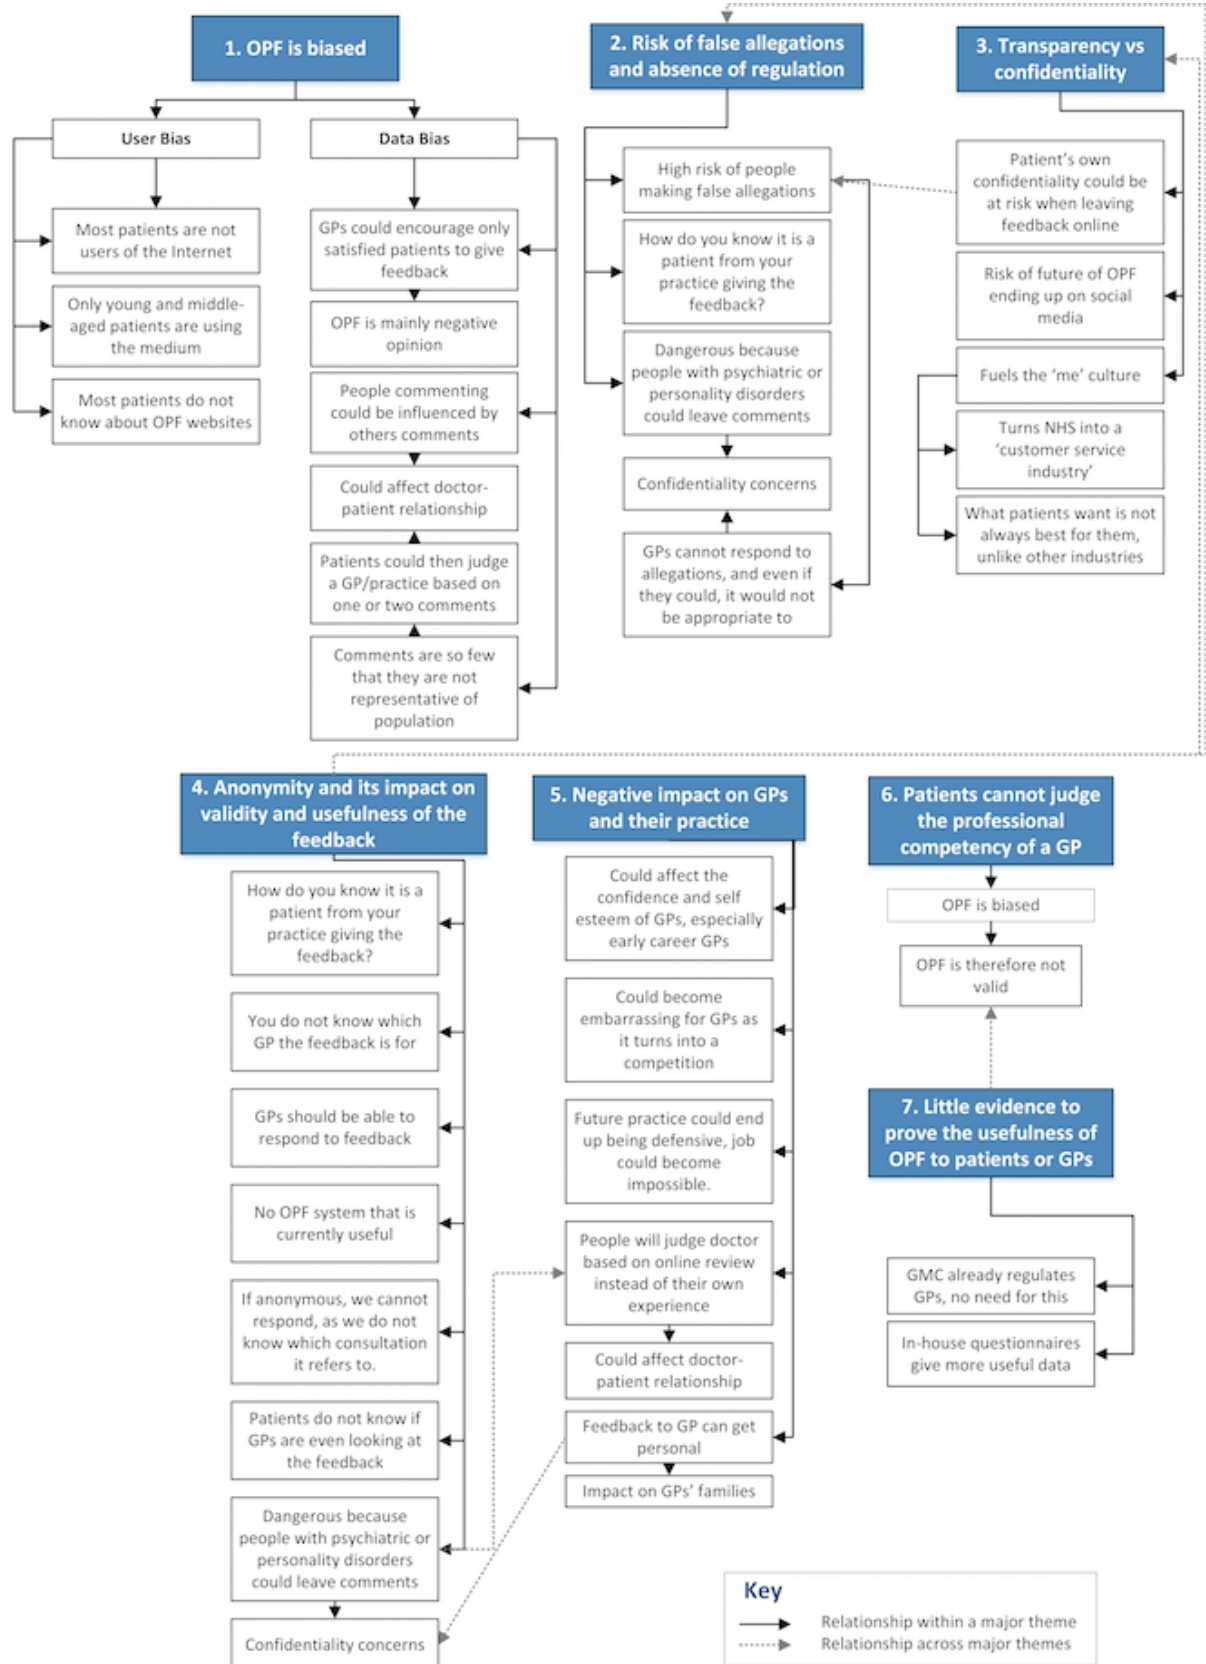 1. OPF is biased
User Bias
Most patients are not
users of the Internet
Only young and middle-
aged patients are using
the medium
Most patients do not
know about OPF websites
Data Bias
GPs could encourage only
satisfied patients to give
feedback
OPF is mainly negative
opinion
People commenting
could be influenced by
others comments
Could affect doctor-
patient relationship
Patients could then judge
a GP/practice based on
one or two comments
Comments are so few
that they are not
representative of
population
2. Risk of false allegations
and absence of regulation
High risk of people
making false allegations
How do you know it is a
patient from your
practice giving the
feedback?
Dangerous because
people with psychiatric or
personality disorders
could leave comments
Confidentiality concerns
GPs cannot respond to
allegations, and even if
they could, it would not
be appropriate to
3. Transparency vs
confidentiality
Patient's own
confidentiality could be
at risk when leaving
feedback online
Risk of future of OPF
ending up on social
media
Fuels the ‘me’ culture
Turns NHS into a
‘customer service
industry’
What patients want is not
always best for them,
unlike other industries
4. Anonymity and its impact on
validity and usefulness of the
feedback
How do you know it is a
patient from your
practice giving the
feedback?
You do not know which
GP the feedback is for
GPs should be able to
respond to feedback
No OPF system that is
currently useful
If anonymous, we cannot
respond, as we do not
know which consultation
it refers to.
Patients do not know if
GPs are even looking at
the feedback
Dangerous because
people with psychiatric or
personality disorders
could leave comments
Confidentiality concerns
5. Negative impact on GPs
and their practice
Could affect the
confidence and self
esteem of GPs, especially
early career GPs
Could become
embarrassing for GPs as
it turns into a
competition
Future practice could end
up being defensive, job
could become
impossible.
People will judge doctor
based on online review
instead of their own
experience
Could affect doctor-
patient relationship
Feedback to GP can get
personal
Impact on GPs' families
6. Patients cannot judge
the professional
competency of a GP
OPF is biased
OPF is therefore not
valid
7. Little evidence to
prove the usefulness of
OPF to patients or GPs
GMC already regulates
GPs, no need for this
In-house questionnaires
give more useful data
Key
Relationship within a major theme
Relationship across major themes